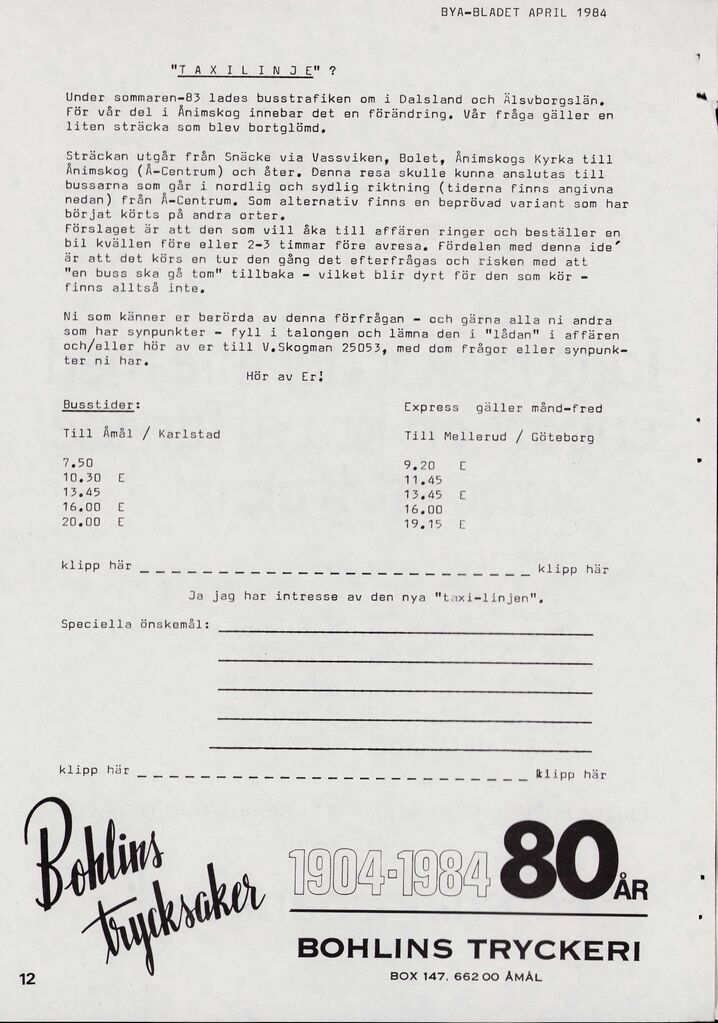 BYA-BLADET APRIL 1984
"T A X I L I N J E" ?
Under sommaren-83 lades busstrafiken om i Dalsland och Älsvborgslän.
För vår del i Ånimskog innebar det en förändring. Vår fråga gäller en
liten sträcka som blev bortglömd.
Sträckan utgår från Snäcke via Vassviken, Bolet, Ånimskogs Kyrka till
Ånimskog (Å-Centrum) och åter. Denna resa skulle kunna anslutas till
bussarna som går i nordlig och sydlig riktning (tiderna finns angivna
nedan) från Å-Centrum. Som alternativ finns en beprövad variant som har
börjat körts på andra orter.
Förslaget är att den som vill åka till affären ringer och beställer en
bil kvällen före eller 2-3 timmar före avresa. Fördelen med denna ide´
är att det körs en tur den gång det efterfrågas och risken med att
"en buss ska gå tom" tillbaka - vilket blir dyrt för den som kör -
finns alltså inte.
Ni som känner er berörda av denna förfrågan - och gärna alla ni andra
som har synpunkter - fyll i talongen och lämna den i "lådan" i affären
och/eller hör av er till V.Skogman 25053, med dom frågor eller synpunk-
ter ni har.
Hör av Er!
Busstider: Express gäller månd-fred
Till Åmål / Karlstad Till Mellerud / Göteborg
7.50 9.20 E
10.30 E 11.45
13.45 13.45 E
16.00 E 16.00
20.00 E 19.15 E
klipp här _ _ _ _ _ _ _ _ _ _ _ _ _ _ _ _ _ _ _ _ _ _ _ klipp här
Ja jag har intresse av den nya "taxi-linjen".
Speciella önskemål:
klipp här _ _ _ _ _ _ _ _ _ _ _ _ _ _ _ _ _ _ _ _ _ _ _ klipp här
Bohlins
trycksaker
1904-1984 80 ÅR
BOHLINS TRYCKERI
BOX 147. 662 00 ÅMÅL
12